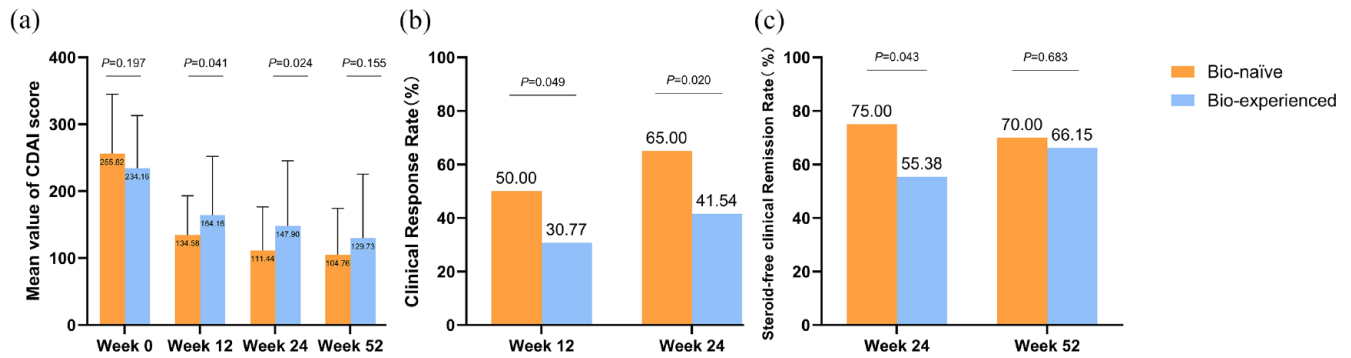 (a)
Mean value of CDAI score
400
300
200
100
0
P=0.197
P=0.041
P=0.024
P=0.155
255.82
234.16
134.58
164.16
111.44
147.90
104.76
129.73
Week 0
Week 12
Week 24
Week 52
(b)
Clinical Response Rate(%)
100
80
60
40
20
0
P=0.049
P=0.020
50.00
30.77
65.00
41.54
Week 12
Week 24
(c)
Steroid-free clinical Remission Rate( %)
100
80
60
40
20
0
P=0.043
P=0.683
75.00
55.38
70.00
66.15
Week 24
Week 52
Bio-naïve
Bio-experienced